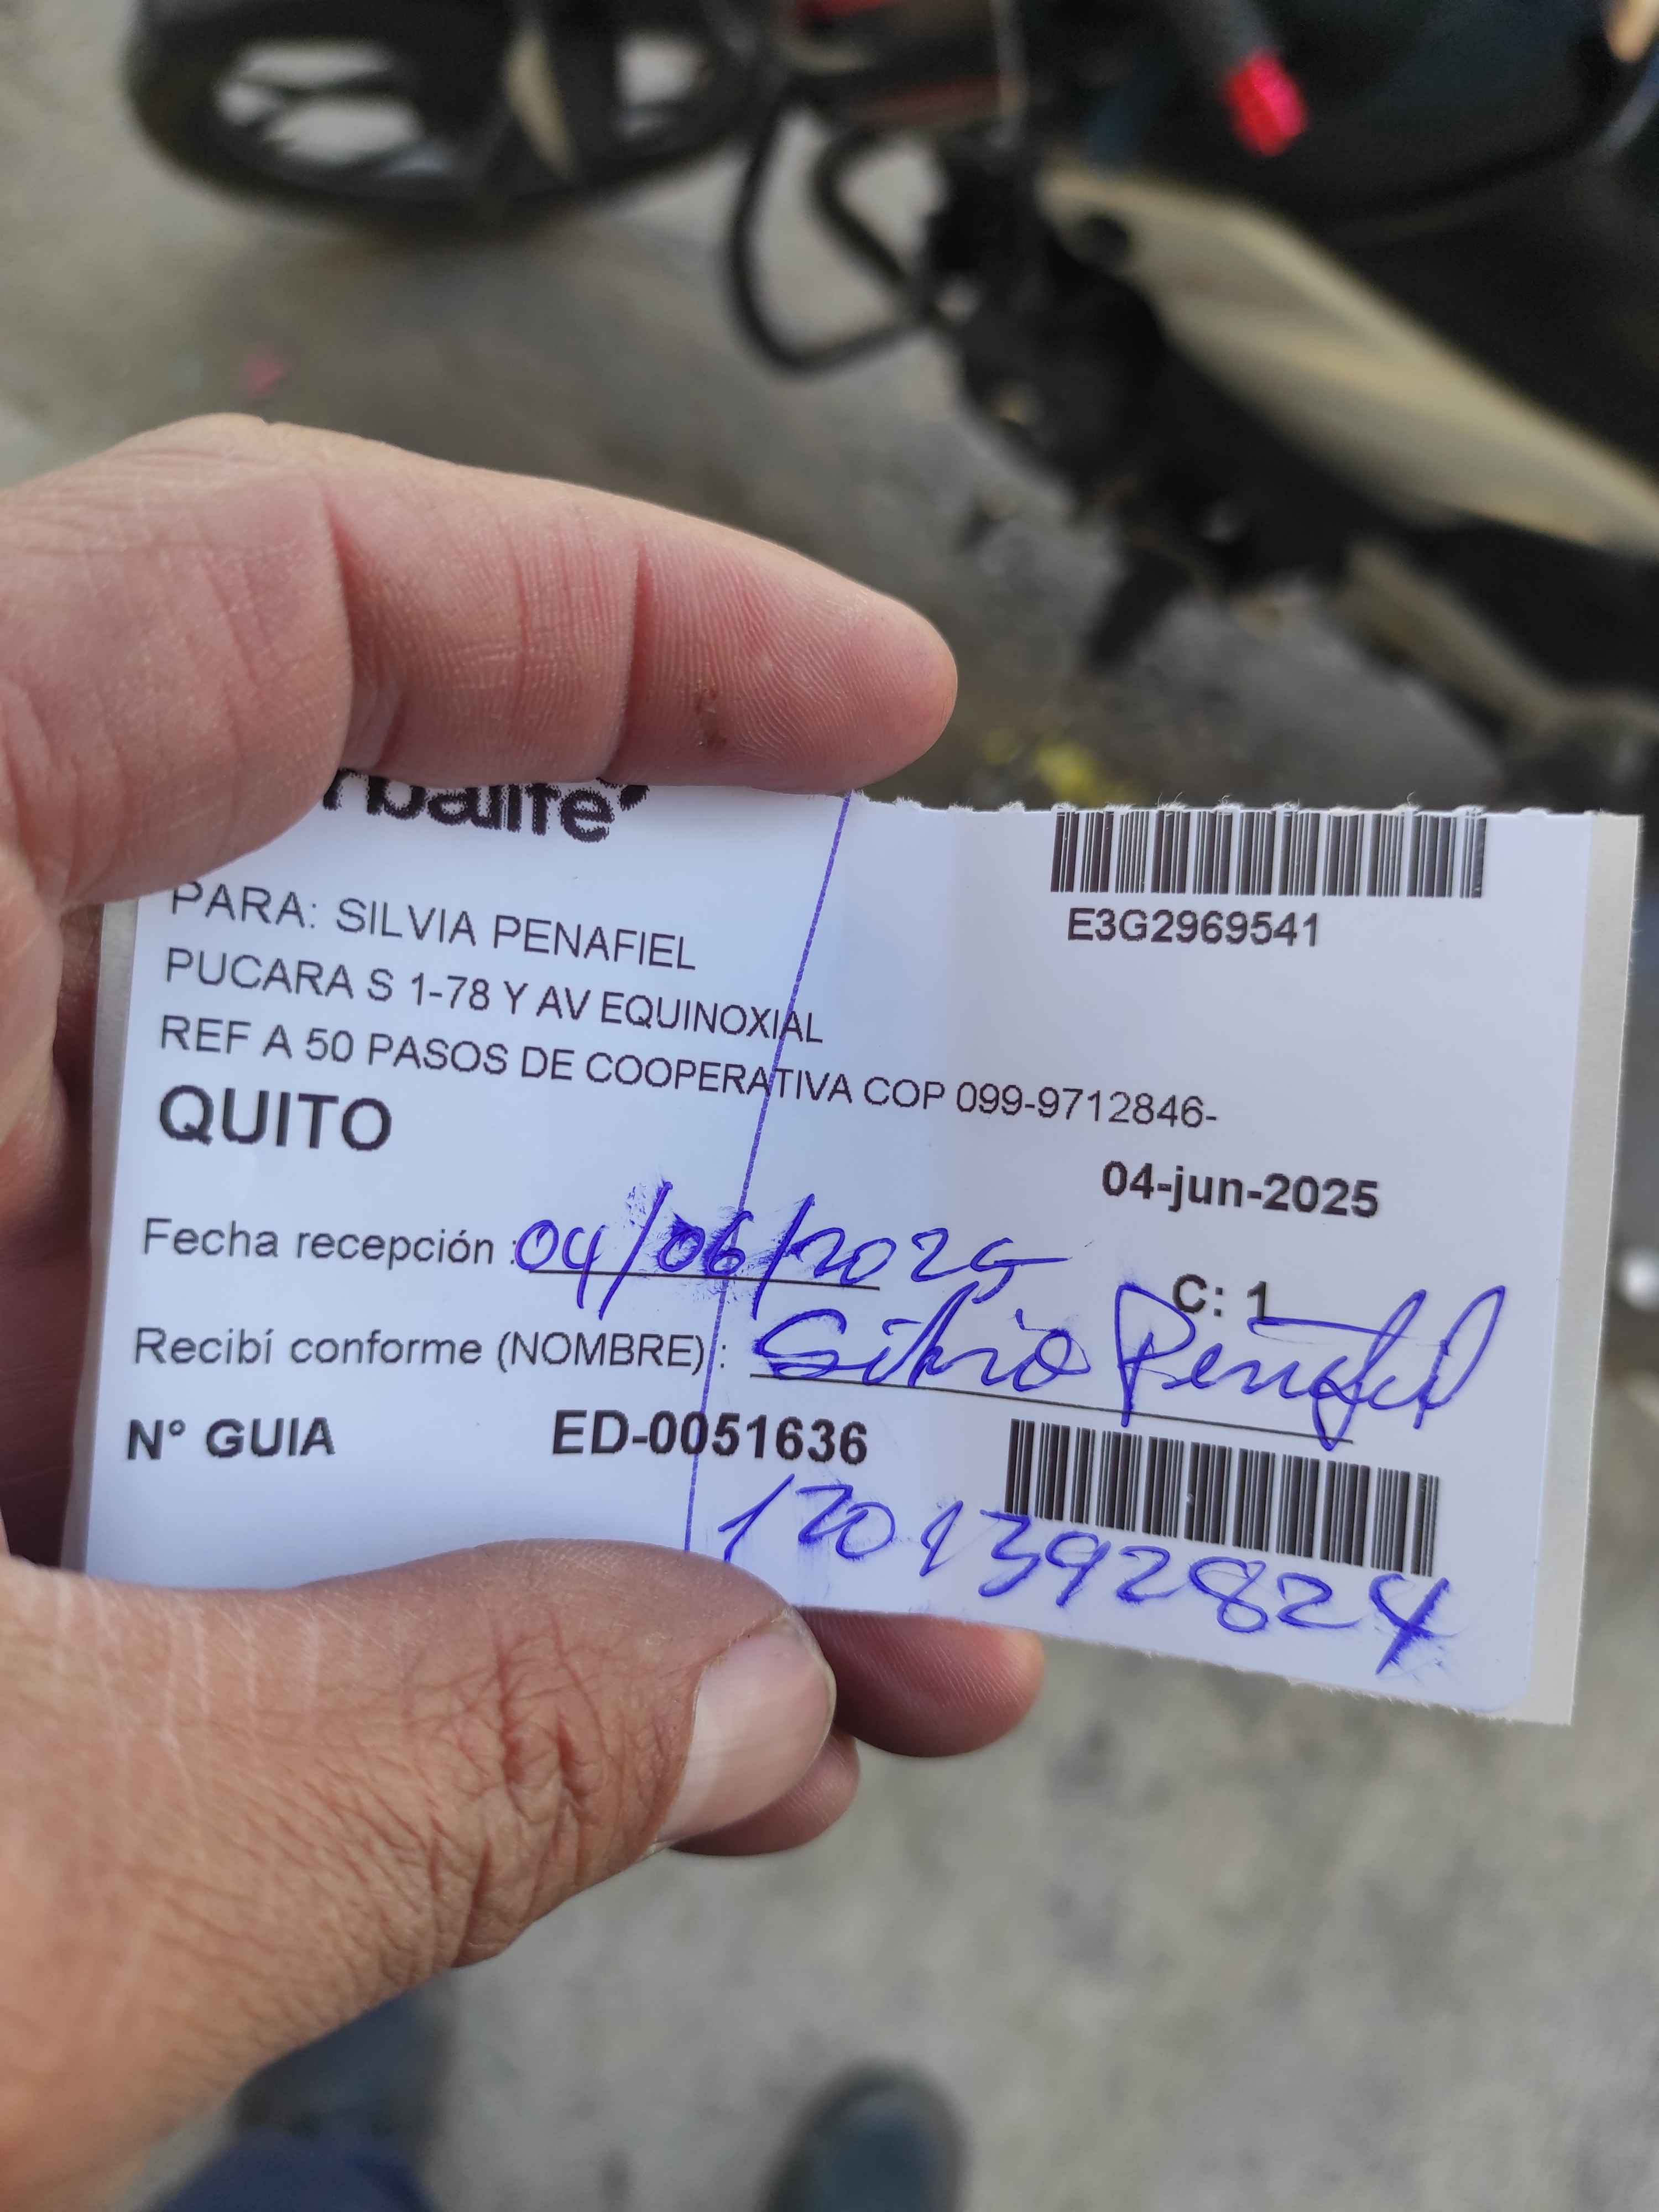 rbalife
E3G2969541
PARA: SILVIA PENAFIEL
PUCARA S 1-78 Y AV EQUINOXIAL
REF A 50 PASOS DE COOPERATIVA COP 099-9712846-
QUITO
04-jun-2025
Fecha recepción : 04/06/2025
C: 1
Recibí conforme (NOMBRE) : Silvia Peñafiel
N° GUIA ED-0051636
1701392824